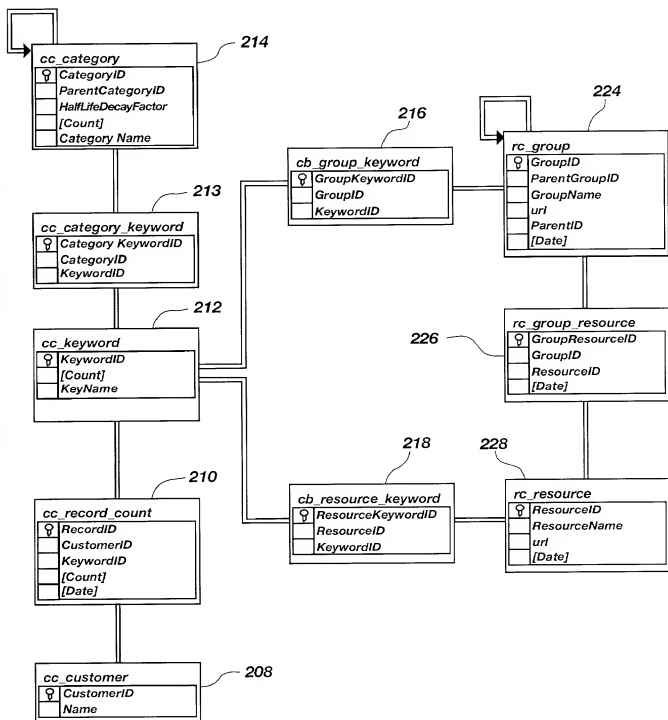 214
cc_category
CategoryID
ParentCategoryID
HalfLifeDecayFactor
[Count]
Category Name
213
cc_category_keyword
Category KeywordID
CategoryID
KeywordID
212
cc_keyword
KeywordID
[Count]
KeyName
210
cc_record_count
RecordID
CustomerID
KeywordID
[Count]
[Date]
208
cc_customer
CustomerID
Name
216
cb_group_keyword
GroupKeywordID
GroupID
KeywordID
218
cb_resource_keyword
ResourceKeywordID
ResourceID
KeywordID
224
rc_group
GroupID
ParentGroupID
GroupName
url
ParentID
[Date]
226
rc_group_resource
GroupResourceID
GroupID
ResourceID
[Date]
228
rc_resource
ResourceID
ResourceName
url
[Date]